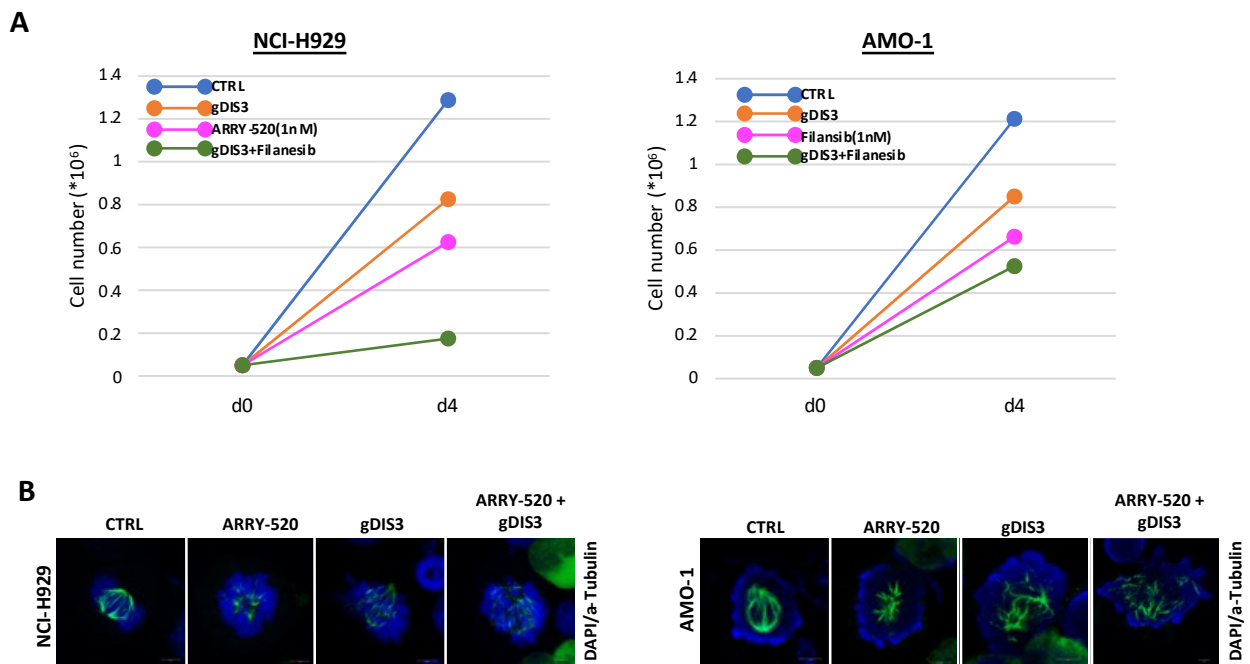 A
NCI-H929
1.4
1.2
1
0.8
0.6
0.4
0.2
0
Cell number (*10⁶)
CTRL
gDIS3
ARRY-520(1nM)
gDIS3+Filanesib
d0
d4
AMO-1
1.4
1.2
1
0.8
0.6
0.4
0.2
0
Cell number (*10⁶)
CTRL
gDIS3
Filansib(1nM)
gDIS3+Filanesib
d0
d4
B
NCI-H929
CTRL
ARRY-520
gDIS3
ARRY-520 +
gDIS3
DAPI/a-Tubulin
AMO-1
CTRL
ARRY-520
gDIS3
ARRY-520 +
gDIS3
DAPI/a-Tubulin